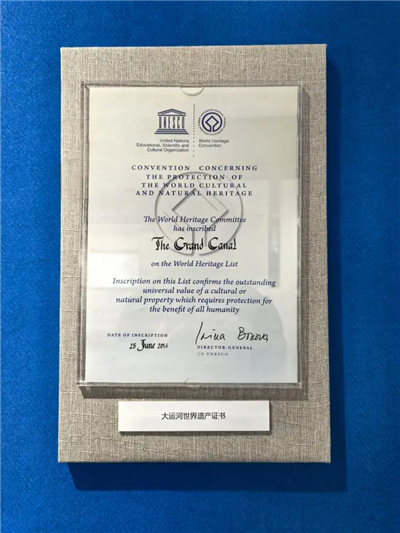 United Nations
Educational, Scientific and
Cultural Organization
World Heritage
Convention
CONVENTION CONCERNING
THE PROTECTION OF
THE WORLD CULTURAL
AND NATURAL HERITAGE
The World Heritage Committee
has inscribed
The Grand Canal
on the World Heritage List
Inscription on this List confirms the outstanding
universal value of a cultural or
natural property which requires protection for
the benefit of all humanity
DATE OF INSCRIPTION
25 June 2014
Irina Bokova
DIRECTOR-GENERAL
OF UNESCO
大运河世界遗产证书